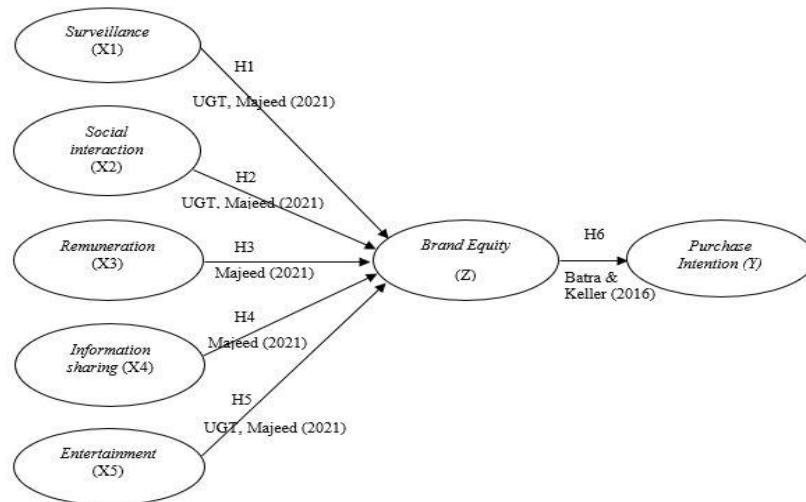 Surveillance
(X1)
H1
UGT, Majeed (2021)
Social
interaction
(X2)
H2
UGT, Majeed (2021)
Remuneration
(X3)
H3
Majeed (2021)
Information
sharing (X4)
H4
Majeed (2021)
Entertainment
(X5)
H5
UGT, Majeed (2021)
Brand Equity
(Z)
H6
Batra &
Keller (2016)
Purchase
Intention (Y)